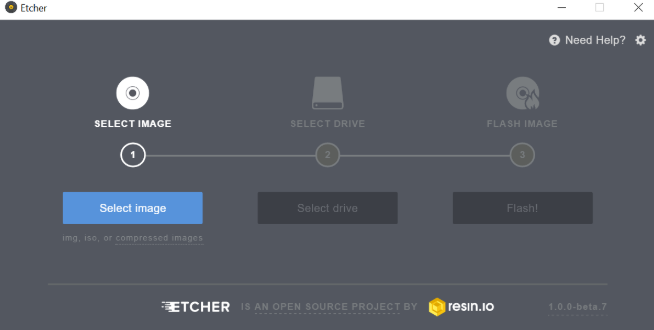 Etcher
Need Help?
SELECT IMAGE
SELECT DRIVE
FLASH IMAGE
1
2
3
Select image
Select drive
Flash!
img, iso, or compressed images
ETCHER IS AN OPEN SOURCE PROJECT BY resin.io 1.0.0-beta.7